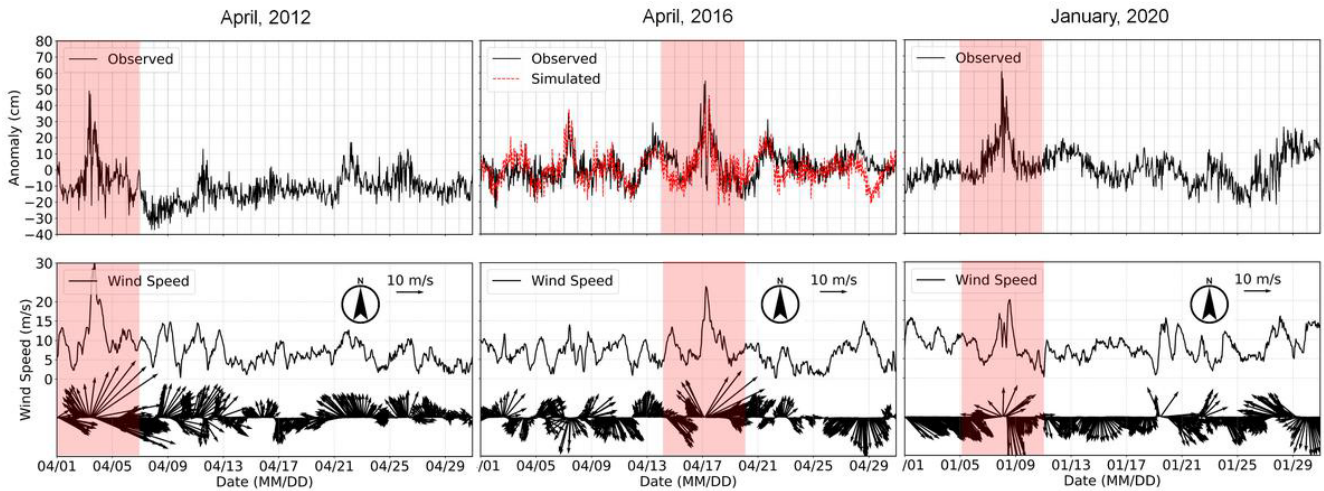 April, 2012
April, 2016
January, 2020
Anomaly (cm)
80
70
60
50
40
30
20
10
0
−10
−20
−30
−40
Observed
Observed
Simulated
Observed
Wind Speed (m/s)
30
25
20
15
10
5
0
Wind Speed
N
10 m/s
Wind Speed
N
10 m/s
Wind Speed
N
10 m/s
04/01 04/05 04/09 04/13 04/17 04/21 04/25 04/29
/01 04/05 04/09 04/13 04/17 04/21 04/25 04/29
/01 01/05 01/09 01/13 01/17 01/21 01/25 01/29
Date (MM/DD)
Date (MM/DD)
Date (MM/DD)